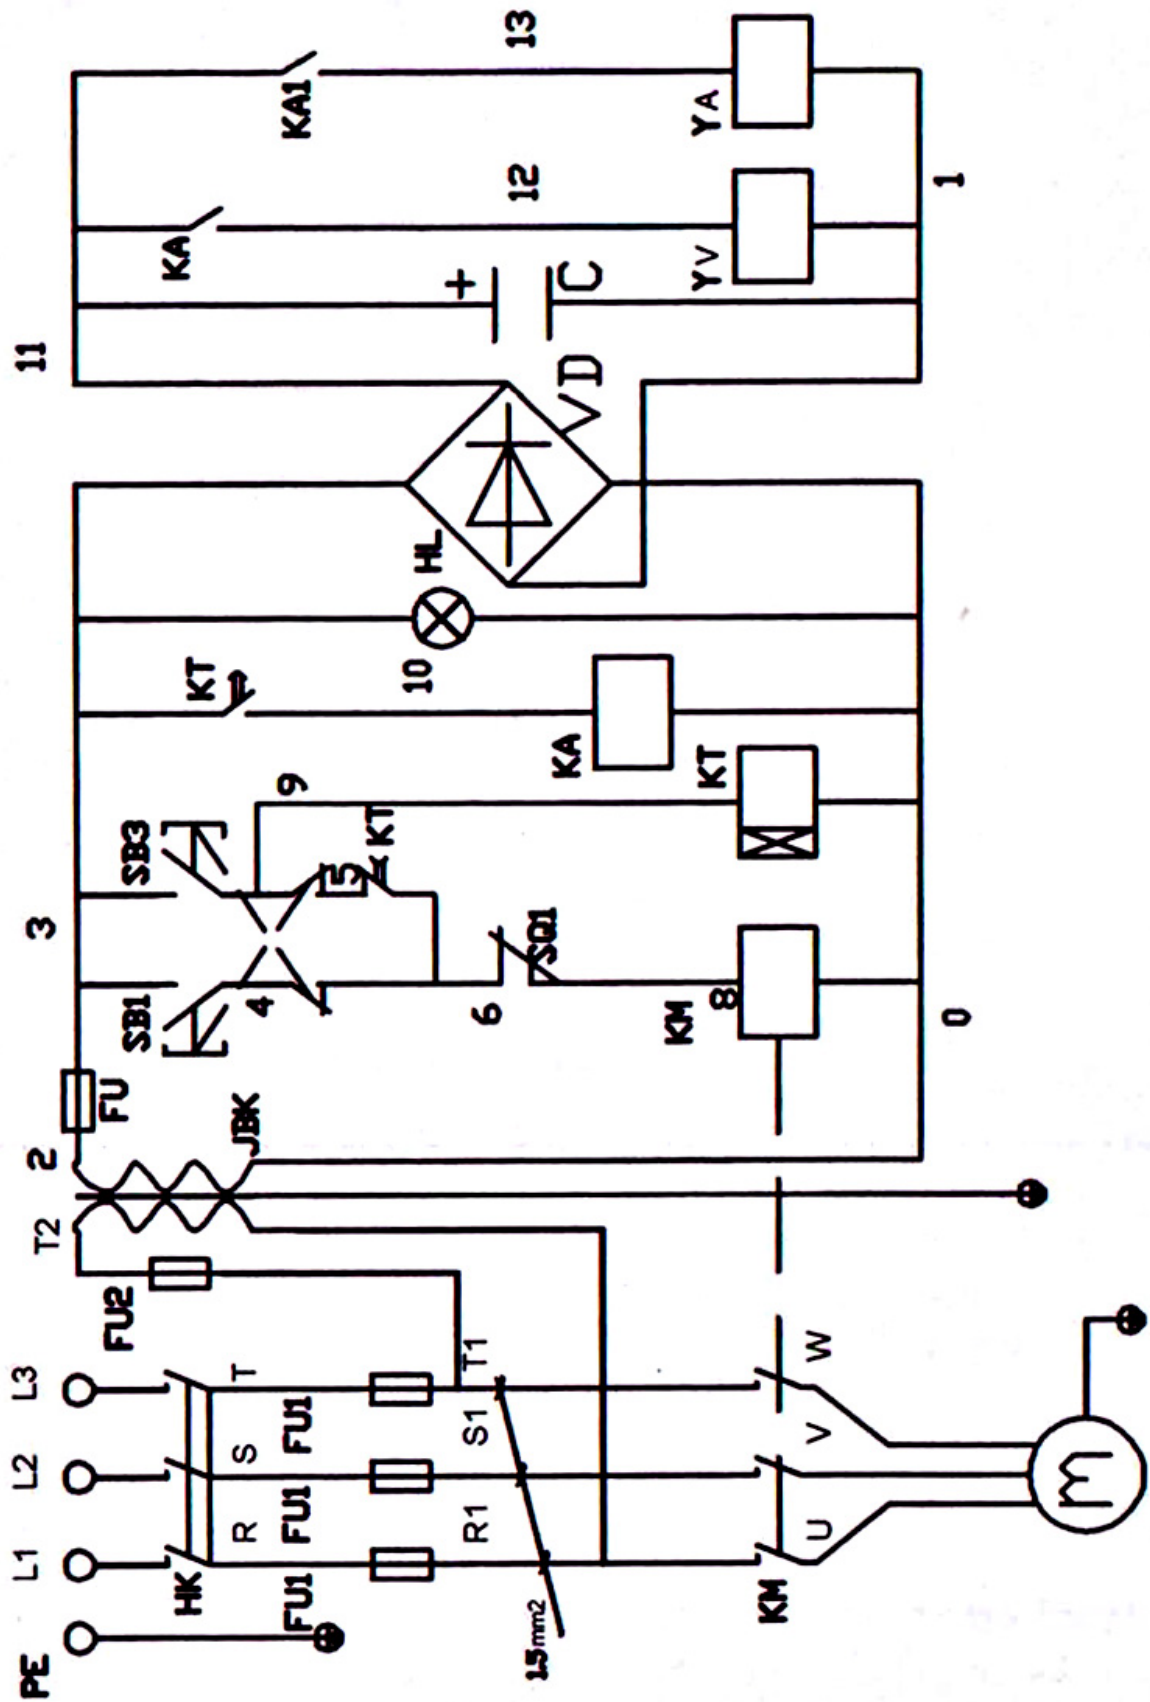 PE
L1
L2
L3
T2
2
3
11
HK
R
S
T
FU1
FU1
FU1
FU2
JBK
FU
SB1
SB3
4
9
5
KT
KT
10
HL
KA
KA1
R1
S1
T1
1.5mm2
6
SQ1
KA
KT
KM
8
VD
+
C
12
13
YV
YA
1
0
KM
U
V
W
M